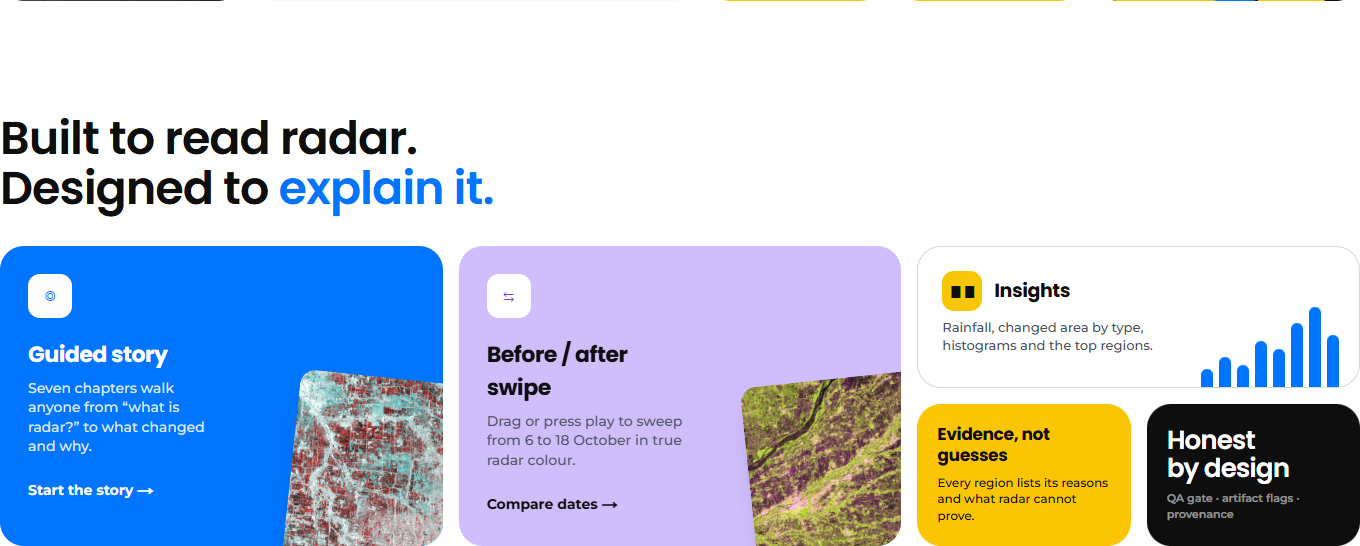 Built to read radar.
Designed to explain it.
Guided story
Seven chapters walk
anyone from “what is
radar?” to what changed
and why.
Start the story →
Before / after
swipe
Drag or press play to sweep
from 6 to 18 October in true
radar colour.
Compare dates →
Insights
Rainfall, changed area by type,
histograms and the top regions.
Evidence, not
guesses
Every region lists its reasons
and what radar cannot
prove.
Honest
by design
QA gate · artifact flags ·
provenance